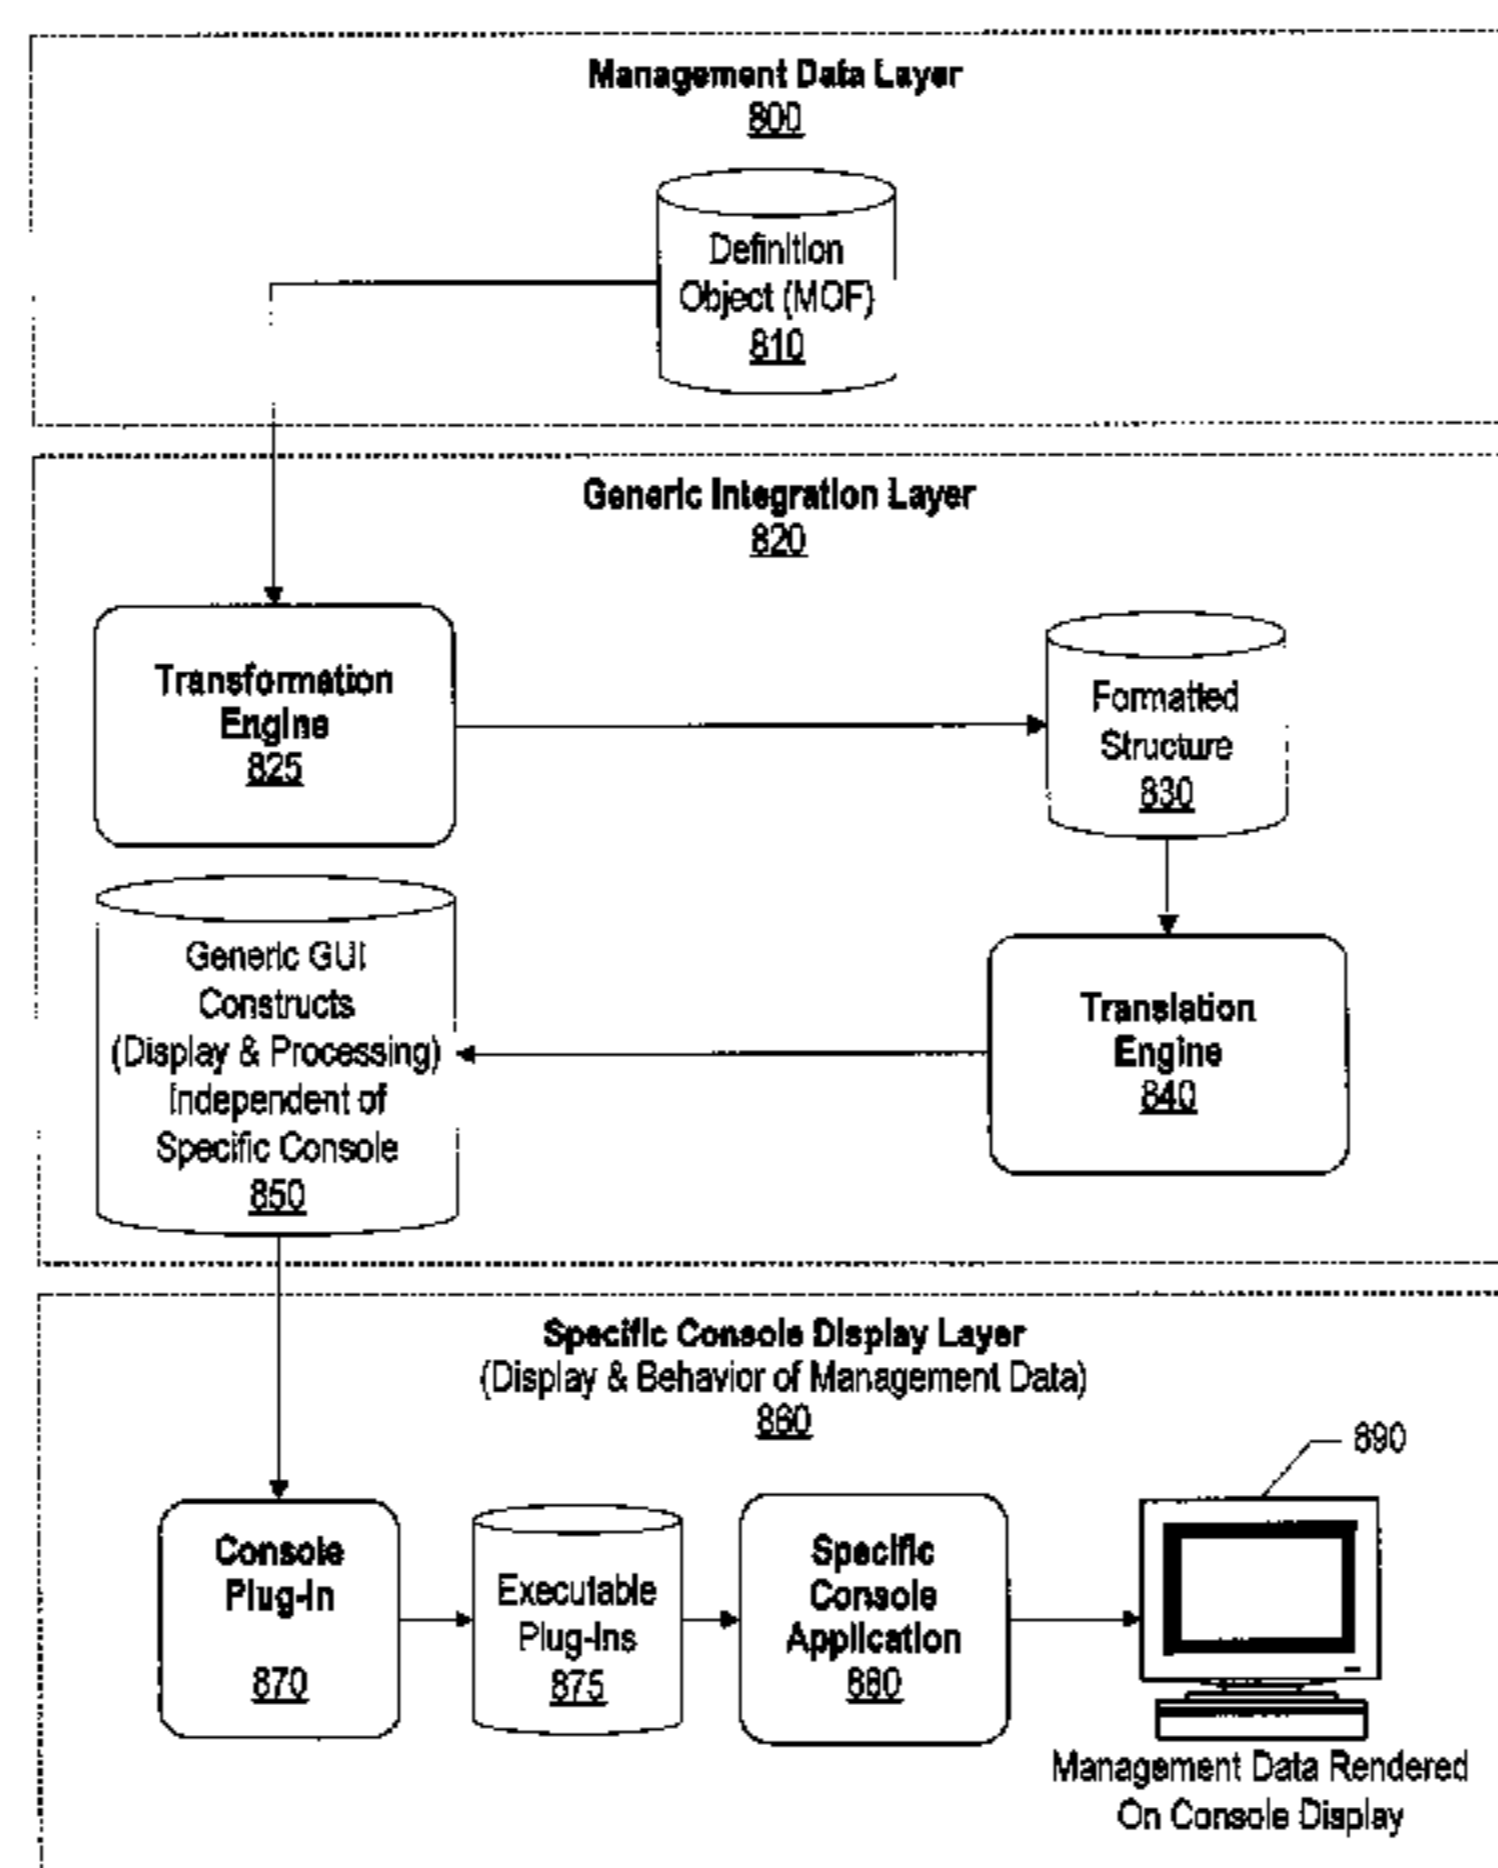 Management Data Layer
800
Definition
Object (MOF)
810
Generic Integration Layer
820
Transformation
Engine
825
Formatted
Structure
830
Generic GUI
Constructs
(Display & Processing)
Independent of
Specific Console
850
Translation
Engine
840
Specific Console Display Layer
(Display & Behavior of Management Data)
860
890
Console
Plug-In
870
Executable
Plug-Ins
875
Specific
Console
Application
880
Management Data Rendered
On Console Display